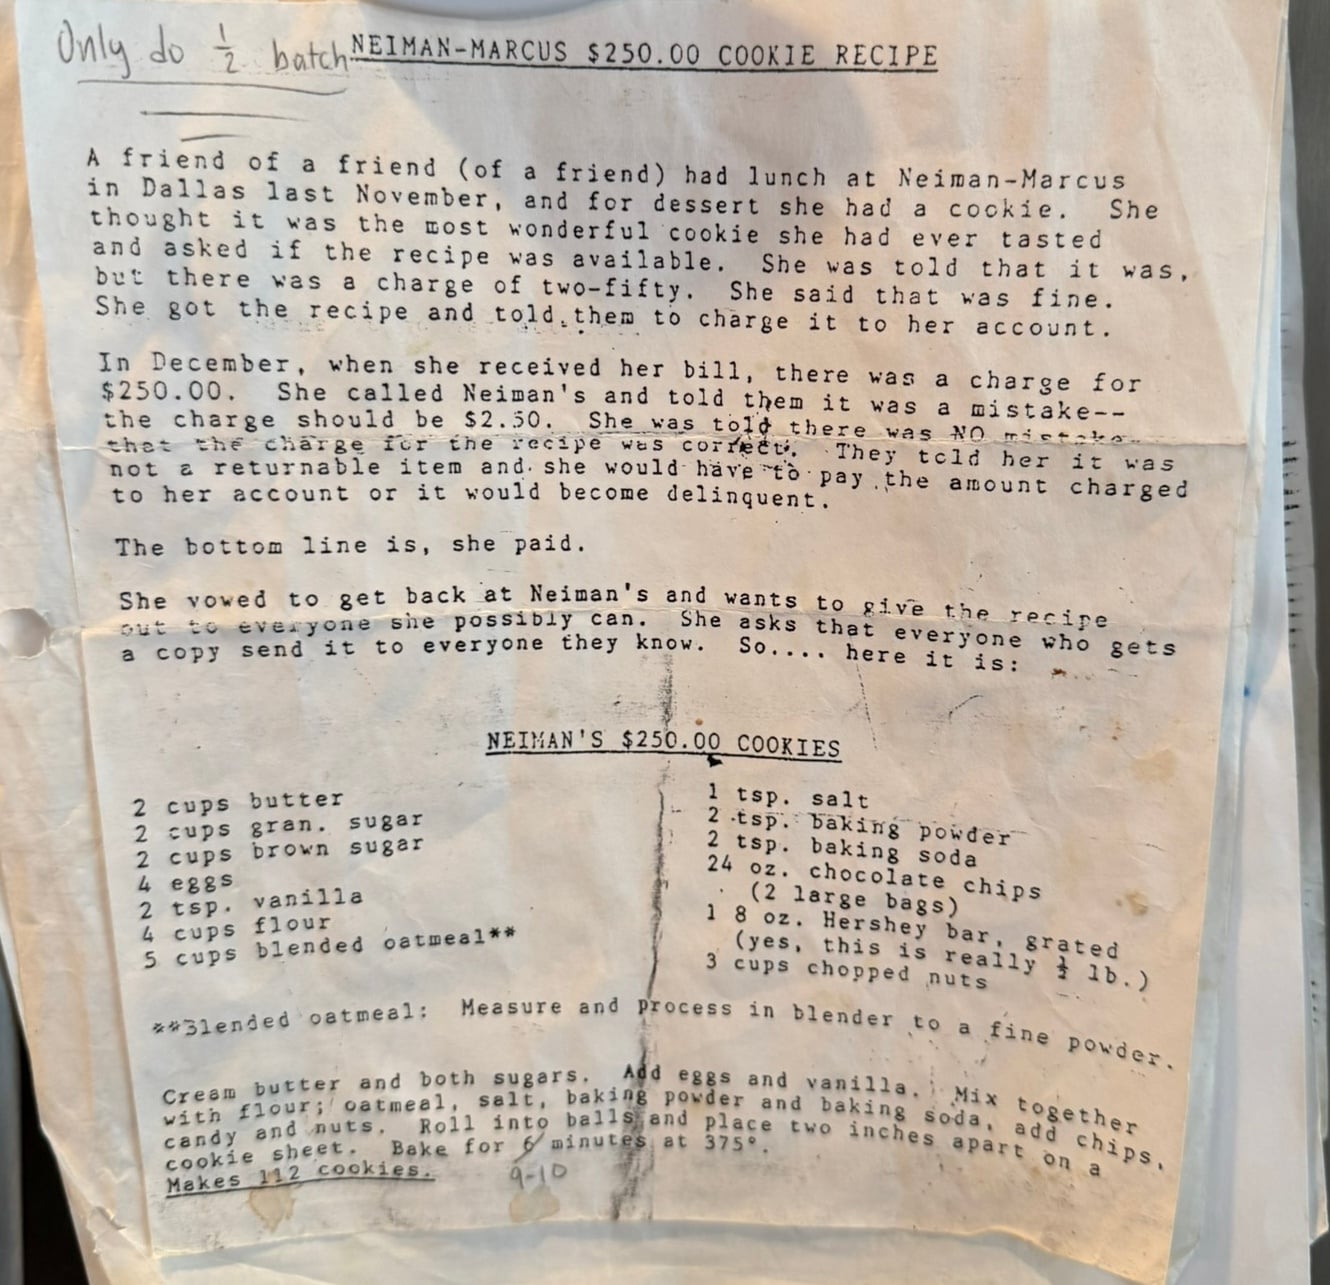 Only do ½ batch
NEIMAN-MARCUS $250.00 COOKIE RECIPE
A friend of a friend (of a friend) had lunch at Neiman-Marcus
in Dallas last November, and for dessert she had a cookie. She
thought it was the most wonderful cookie she had ever tasted
and asked if the recipe was available. She was told that it was,
but there was a charge of two-fifty. She said that was fine.
She got the recipe and told them to charge it to her account.
In December, when she received her bill, there was a charge for
$250.00. She called Neiman's and told them it was a mistake--
the charge should be $2.50. She was told there was NO mistake
that the charge for the recipe was correct. They told her it was
not a returnable item and she would have to pay the amount charged
to her account or it would become delinquent.
The bottom line is, she paid.
She vowed to get back at Neiman's and wants to give the recipe
out to everyone she possibly can. She asks that everyone who gets
a copy send it to everyone they know. So.... here it is:
NEIMAN'S $250.00 COOKIES
2 cups butter
2 cups gran. sugar
2 cups brown sugar
4 eggs
2 tsp. vanilla
4 cups flour
5 cups blended oatmeal**
1 tsp. salt
2 tsp. baking powder
2 tsp. baking soda
24 oz. chocolate chips
(2 large bags)
1 8 oz. Hershey bar, grated
(yes, this is really ½ lb.)
3 cups chopped nuts
**Blended oatmeal: Measure and process in blender to a fine powder.
Cream butter and both sugars. Add eggs and vanilla. Mix together
with flour; oatmeal, salt, baking powder and baking soda, add chips,
candy and nuts. Roll into balls and place two inches apart on a
cookie sheet. Bake for 6 minutes at 375°.
9-10
Makes 112 cookies.